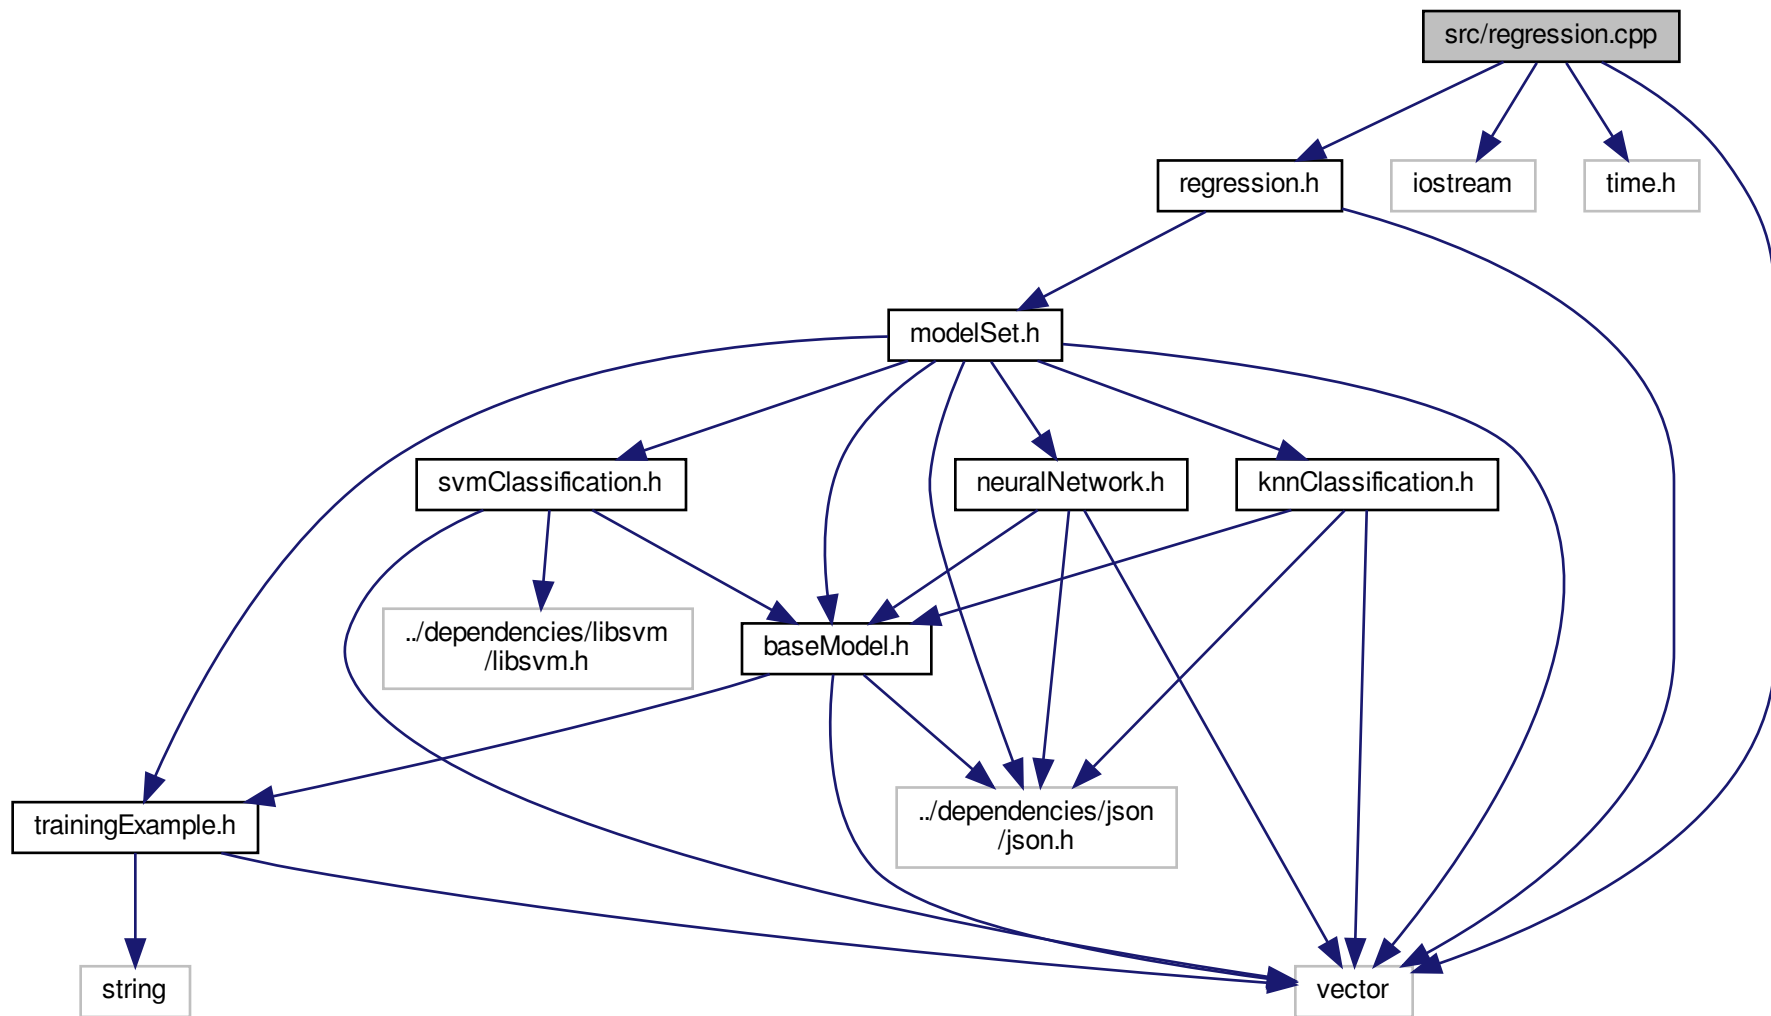 src/regression.cpp
regression.h
iostream
time.h
modelSet.h
svmClassification.h
neuralNetwork.h
knnClassification.h
../dependencies/libsvm
/libsvm.h
baseModel.h
trainingExample.h
../dependencies/json
/json.h
string
vector